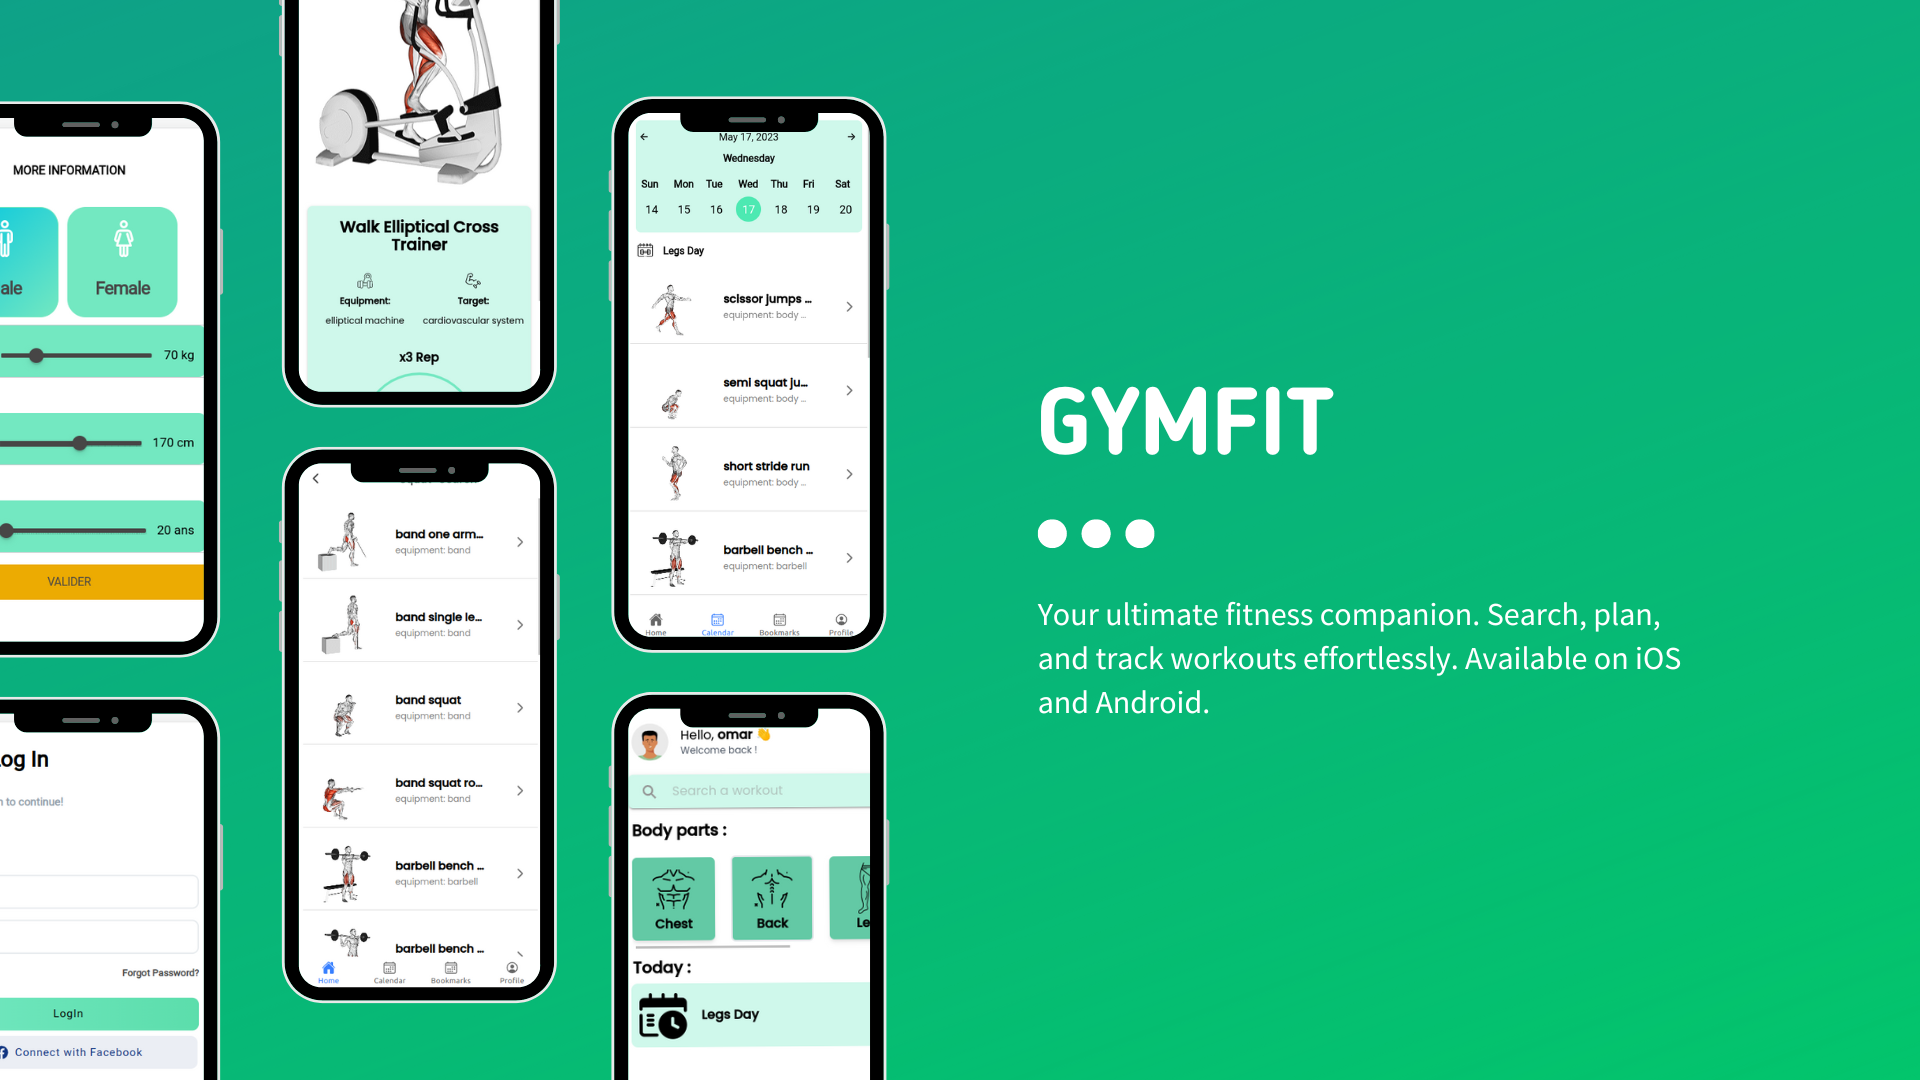 MORE INFORMATION
ale
Female
70 kg
170 cm
20 ans
VALIDER
og In
to continue!
Forgot Password?
LogIn
Connect with Facebook
Walk Elliptical Cross
Trainer
Equipment:
Target:
elliptical machine
cardiovascular system
x3 Rep
band one arm...
equipment: band
band single le...
equipment: band
band squat
equipment: band
band squat ro...
equipment: band
barbell bench ...
equipment: barbell
barbell bench ...
Home
Calendar
Bookmarks
Profile
May 17, 2023
Wednesday
Sun Mon Tue Wed Thu Fri Sat
14 15 16 17 18 19 20
Legs Day
scissor jumps ...
equipment: body ...
semi squat ju...
equipment: body ...
short stride run
equipment: body ...
barbell bench ...
equipment: barbell
Home
Calendar
Bookmarks
Profile
Hello, omar 👋
Welcome back !
Search a workout
Body parts :
Chest
Back
Le
Today :
Legs Day
GYMFIT
Your ultimate fitness companion. Search, plan,
and track workouts effortlessly. Available on iOS
and Android.